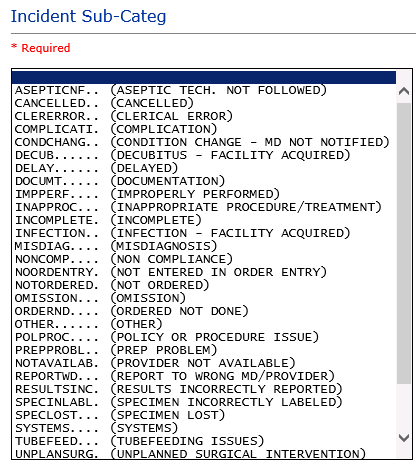 Incident Sub-Categ
* Required
ASEPTICNF.. (ASEPTIC TECH. NOT FOLLOWED)
CANCELLED.. (CANCELLED)
CLERERROR.. (CLERICAL ERROR)
COMPLICATI. (COMPLICATION)
CONDCHANG.. (CONDITION CHANGE - MD NOT NOTIFIED)
DECUB...... (DECUBITUS - FACILITY ACQUIRED)
DELAY...... (DELAYED)
DOCUMT..... (DOCUMENTATION)
IMPPERF.... (IMPROPERLY PERFORMED)
INAPPROC... (INAPPROPRIATE PROCEDURE/TREATMENT)
INCOMPLETE. (INCOMPLETE)
INFECTION.. (INFECTION - FACILITY ACQUIRED)
MISDIAG.... (MISDIAGNOSIS)
NONCOMP.... (NON COMPLIANCE)
NOORDENTRY. (NOT ENTERED IN ORDER ENTRY)
NOTORDERED. (NOT ORDERED)
OMISSION... (OMISSION)
ORDERND.... (ORDERED NOT DONE)
OTHER...... (OTHER)
POLPROC.... (POLICY OR PROCEDURE ISSUE)
PREPPROBL.. (PREP PROBLEM)
NOTAVAILAB. (PROVIDER NOT AVAILABLE)
REPORTWD... (REPORT TO WRONG MD/PROVIDER)
RESULTSINC. (RESULTS INCORRECTLY REPORTED)
SPECINLABL. (SPECIMEN INCORRECTLY LABELED)
SPECLOST... (SPECIMEN LOST)
SYSTEMS.... (SYSTEMS)
TUBEFEED... (TUBEFEEDING ISSUES)
UNPLANSURG. (UNPLANNED SURGICAL INTERVENTION)